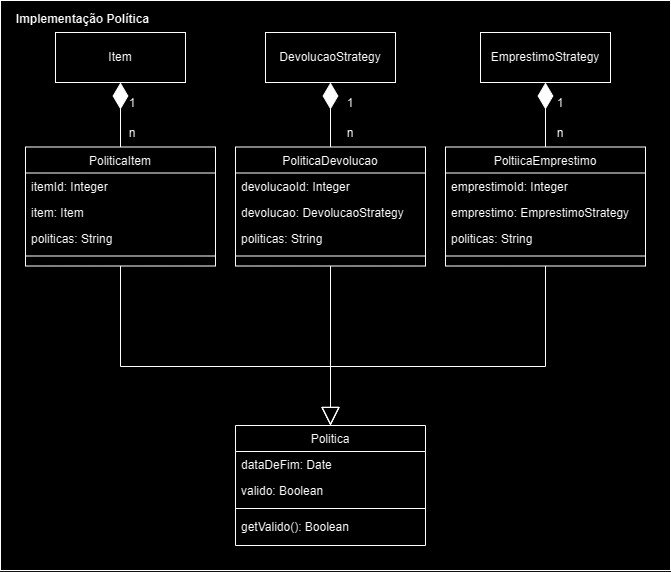 Implementação Política
Item
DevolucaoStrategy
EmprestimoStrategy
1
1
1
n
n
n
PoliticaItem
PoliticaDevolucao
PoltiicaEmprestimo
itemId: Integer
devolucaoId: Integer
emprestimoId: Integer
item: Item
devolucao: DevolucaoStrategy
emprestimo: EmprestimoStrategy
politicas: String
politicas: String
politicas: String
Politica
dataDeFim: Date
valido: Boolean
getValido(): Boolean